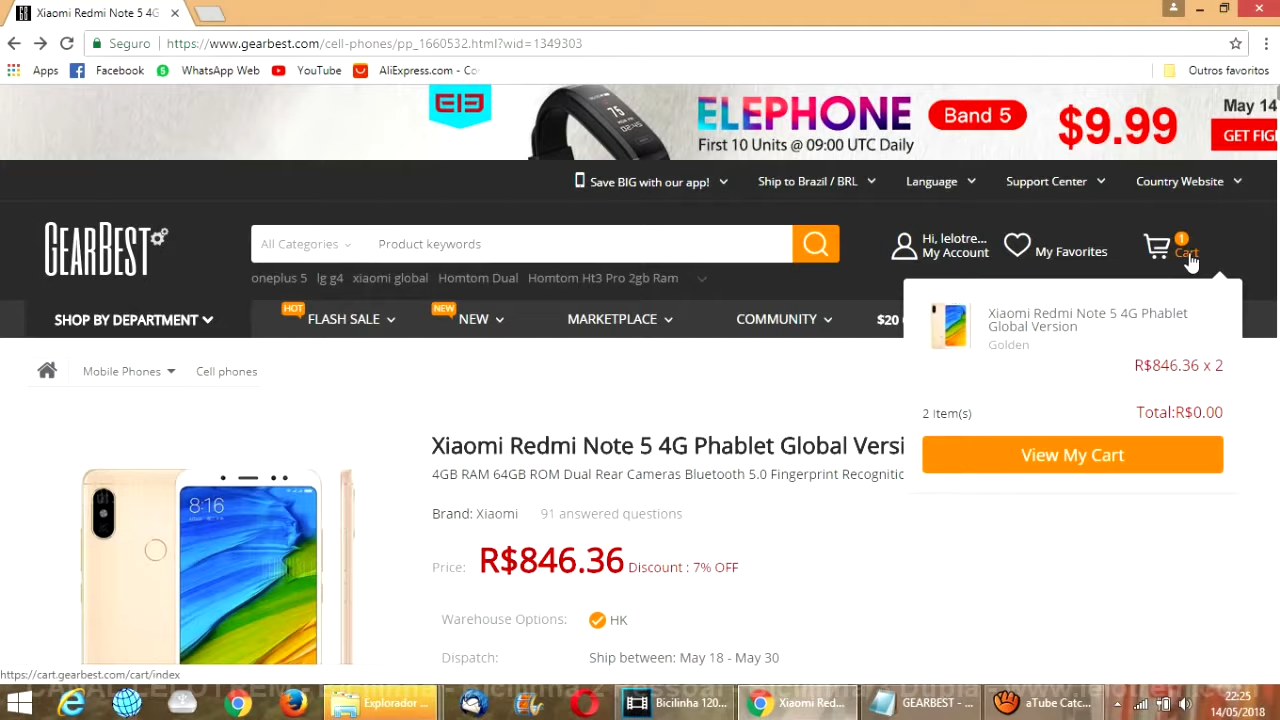 Xiaomi Redmi Note 5 4G
Seguro
https://www.gearbest.com/cell-phones/pp_1660532.html?wid=1349303
Apps
Facebook
WhatsApp Web
YouTube
AliExpress.com - Co
Outros favoritos
ELEPHONE
Band 5
$9.99
First 10 Units @ 09:00 UTC Daily
May 14
GET FIG
Save BIG with our app!
Ship to Brazil / BRL
Language
Support Center
Country Website
GEARBEST
All Categories
Product keywords
Hi, lelotre...
My Account
My Favorites
1
Cart
oneplus 5
lg g4
xiaomi global
Homtom Dual
Homtom Ht3 Pro 2gb Ram
SHOP BY DEPARTMENT
HOT
FLASH SALE
NEW
NEW
MARKETPLACE
COMMUNITY
$20
Xiaomi Redmi Note 5 4G Phablet
Global Version
Golden
R$846.36 x 2
2 Item(s)
Total:R$0.00
View My Cart
Mobile Phones
Cell phones
Xiaomi Redmi Note 5 4G Phablet Global Versi
4GB RAM 64GB ROM Dual Rear Cameras Bluetooth 5.0 Fingerprint Recognitic
Brand: Xiaomi
91 answered questions
Price:
R$846.36
Discount : 7% OFF
Warehouse Options:
HK
Dispatch:
Ship between: May 18 - May 30
8:16
https://cart.gearbest.com/cart/index
Explorador ...
Bicilinha 120...
Xiaomi Red...
GEARBEST - ...
aTube Catc...
22:25
14/05/2018